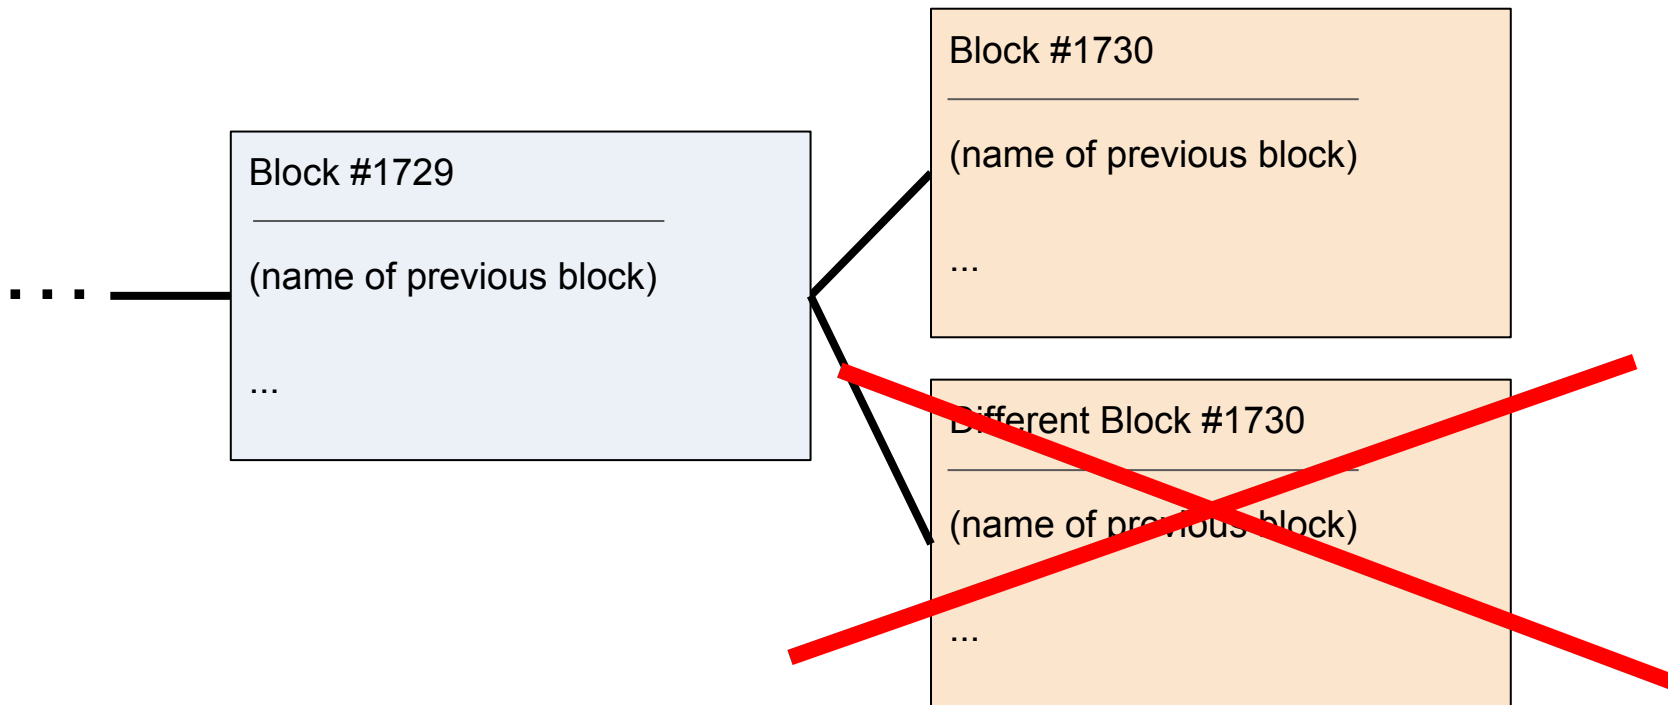 Block #1730
(name of previous block)
...
Block #1729
(name of previous block)
...
...
Different Block #1730
(name of previous block)
...